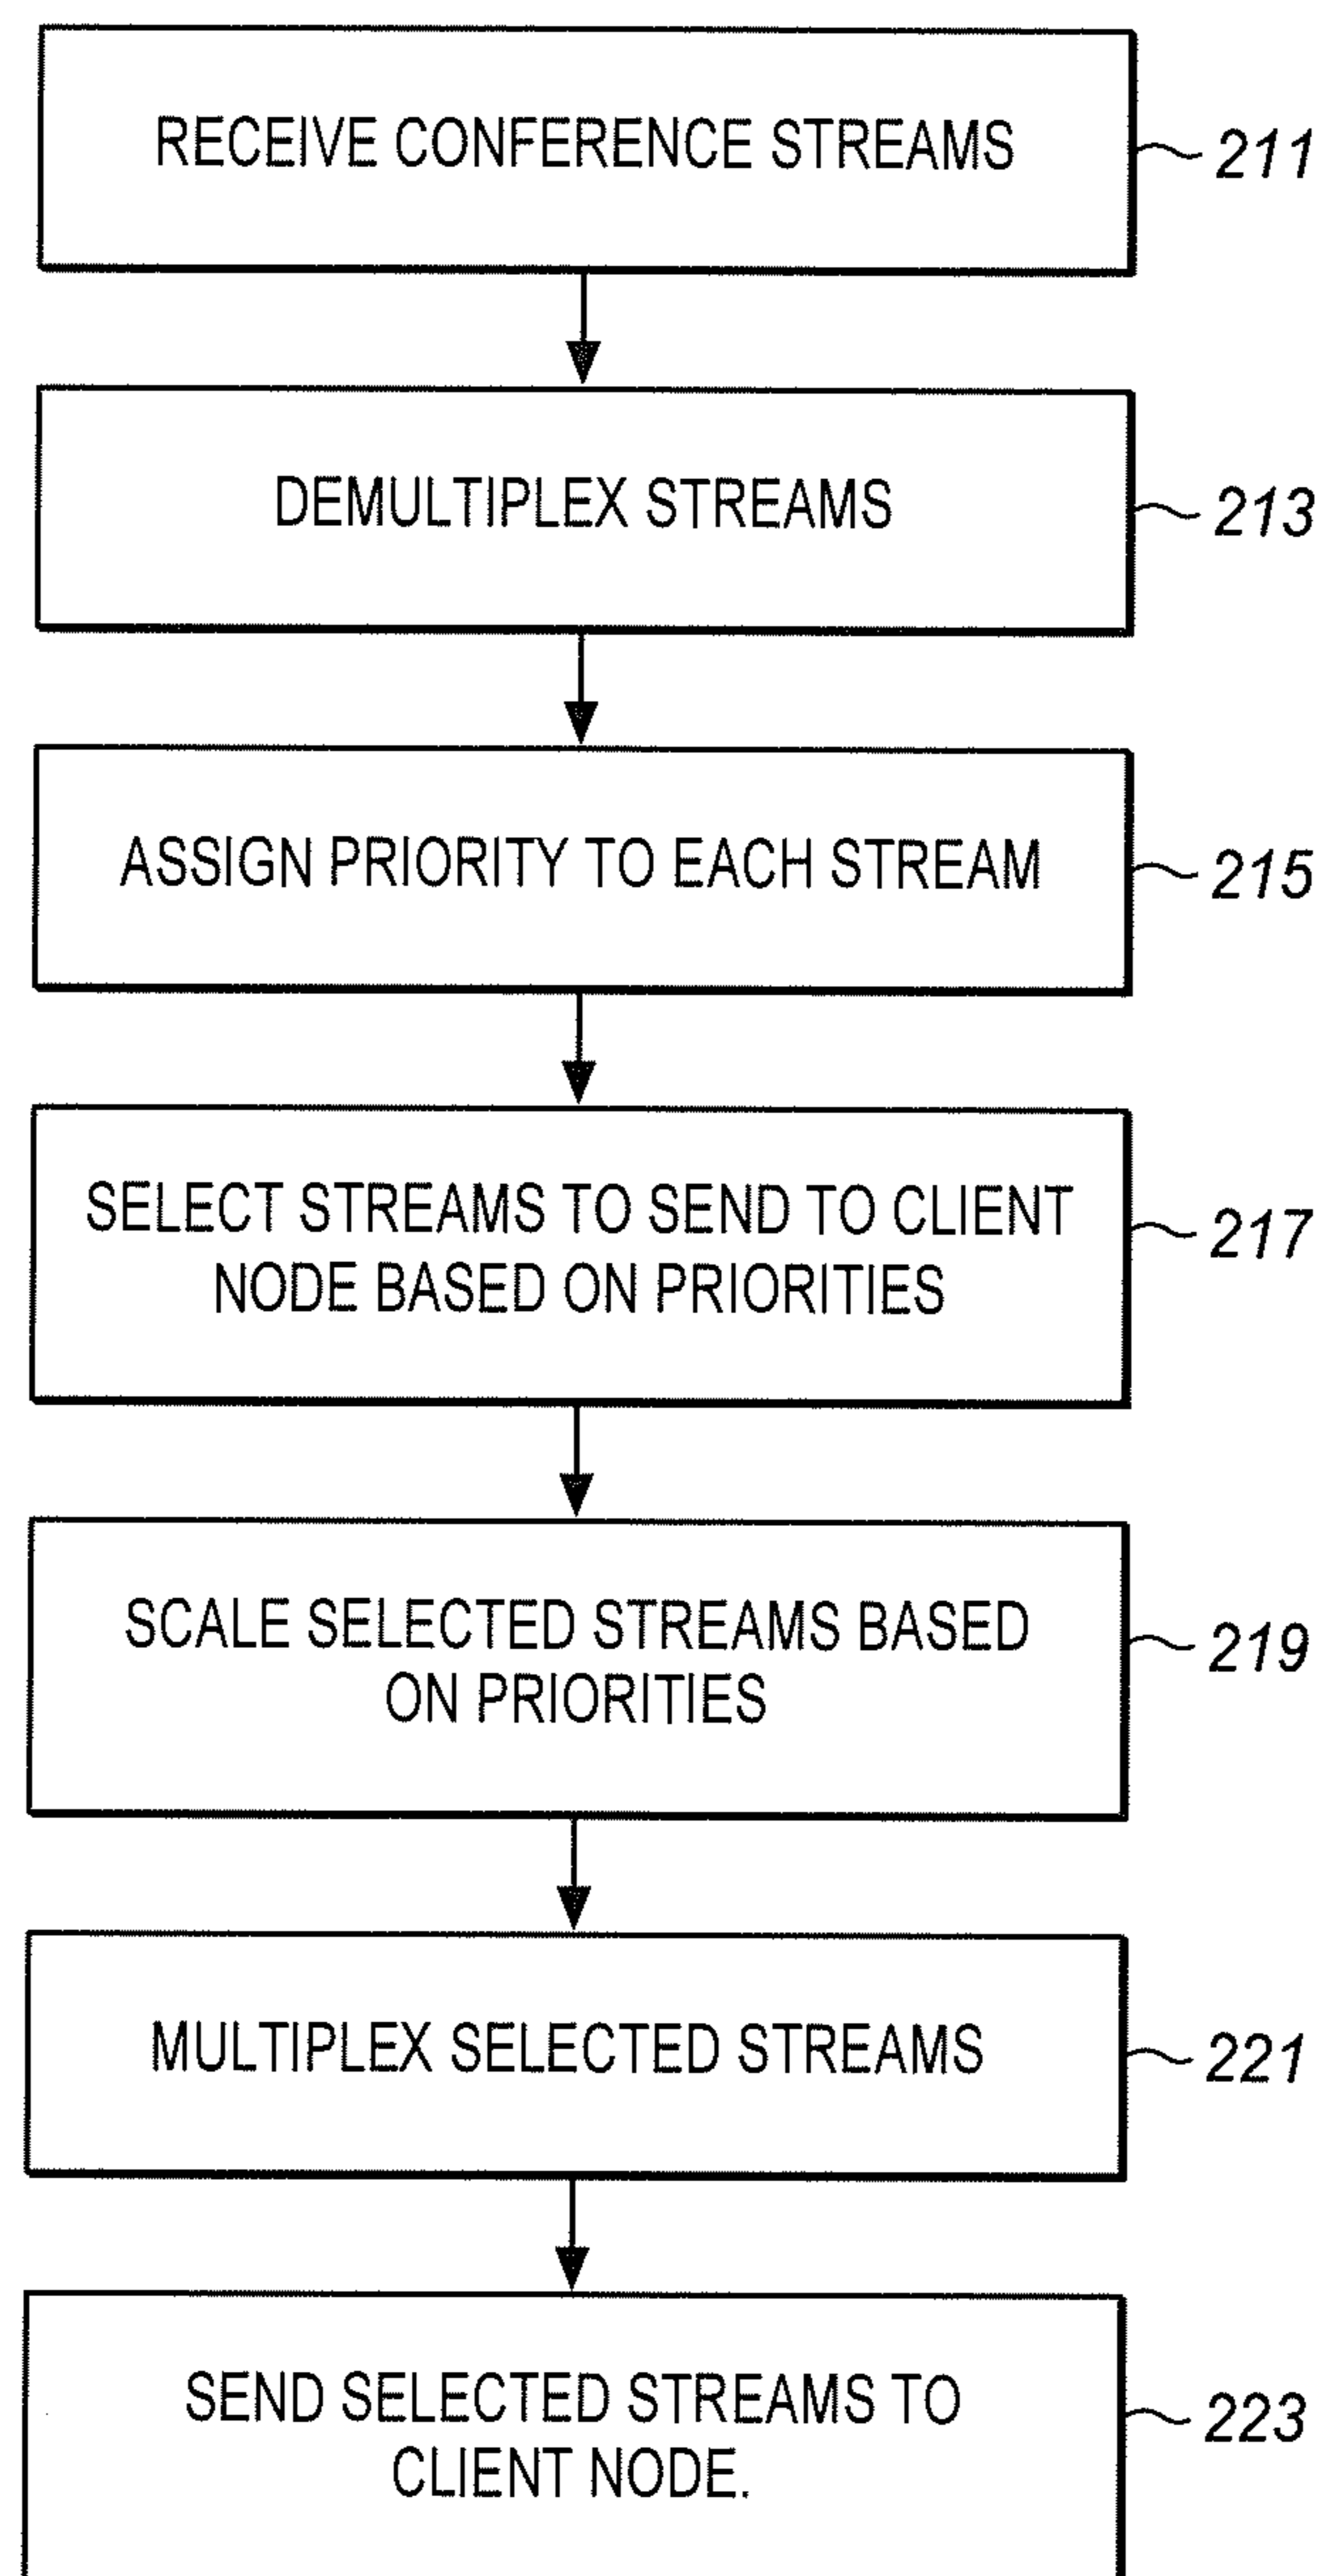 RECEIVE CONFERENCE STREAMS
211
DEMULTIPLEX STREAMS
213
ASSIGN PRIORITY TO EACH STREAM
215
SELECT STREAMS TO SEND TO CLIENT
NODE BASED ON PRIORITIES
217
SCALE SELECTED STREAMS BASED
ON PRIORITIES
219
MULTIPLEX SELECTED STREAMS
221
SEND SELECTED STREAMS TO
CLIENT NODE.
223